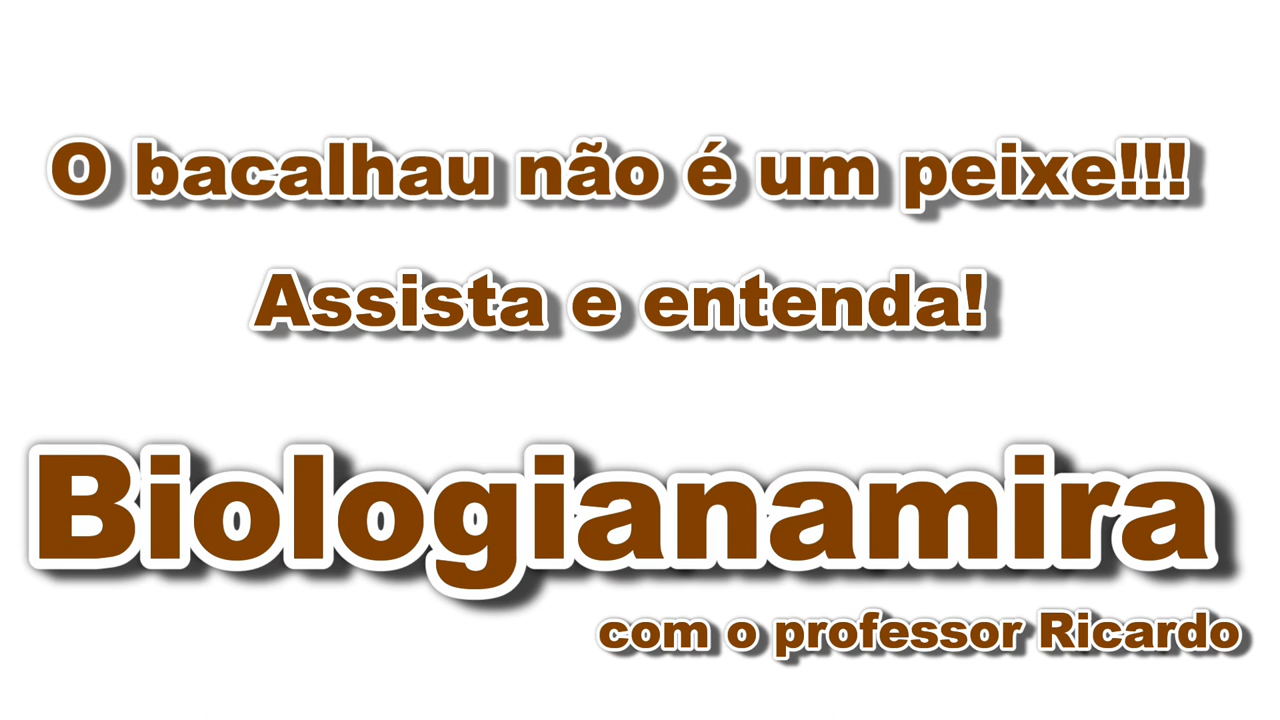 O bacalhau não é um peixe!!!
Assista e entenda!
Biologianamira
com o professor Ricardo